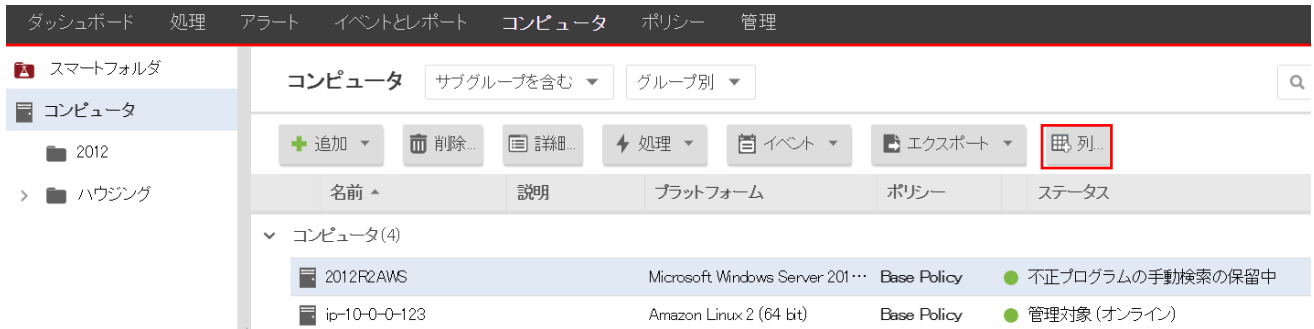 ダッシュボード 処理 アラート イベントとレポート コンピュータ ポリシー 管理
スマートフォルダ
コンピュータ サブグループを含む グループ別
コンピュータ
追加 削除... 詳細... 処理 イベント エクスポート 列...
2012
名前 説明 プラットフォーム ポリシー ステータス
ハウジング
コンピュータ(4)
2012R2AWS Microsoft Windows Server 201… Base Policy 不正プログラムの手動検索の保留中
ip-10-0-0-123 Amazon Linux 2 (64 bit) Base Policy 管理対象 (オンライン)